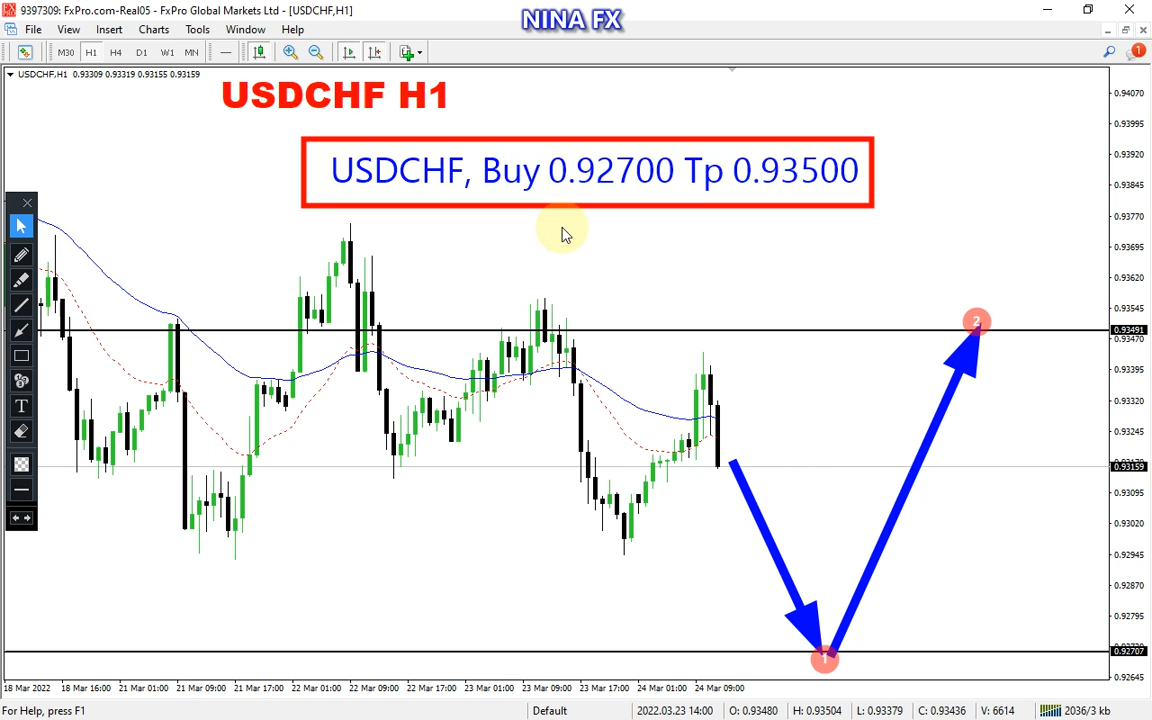 9397309: FxPro.com-Real05 - FxPro Global Markets Ltd - [USDCHF,H1]
NINA FX
File View Insert Charts Tools Window Help
M30 H1 H4 D1 W1 MN
1
USDCHF,H1 0.93309 0.93319 0.93155 0.93159
USDCHF H1
USDCHF, Buy 0.92700 Tp 0.93500
0.94070
0.93995
0.93920
0.93845
0.93770
0.93695
0.93620
0.93545
2
0.93491
0.93470
0.93395
0.93320
0.93245
0.93159
0.93095
0.93020
0.92945
0.92870
0.92795
0.92707
1
0.92645
T
18 Mar 2022 18 Mar 16:00 21 Mar 01:00 21 Mar 09:00 21 Mar 17:00 22 Mar 01:00 22 Mar 09:00 22 Mar 17:00 23 Mar 01:00 23 Mar 09:00 23 Mar 17:00 24 Mar 01:00 24 Mar 09:00
For Help, press F1 Default 2022.03.23 14:00 O: 0.93480 H: 0.93504 L: 0.93379 C: 0.93436 V: 6614 2036/3 kb